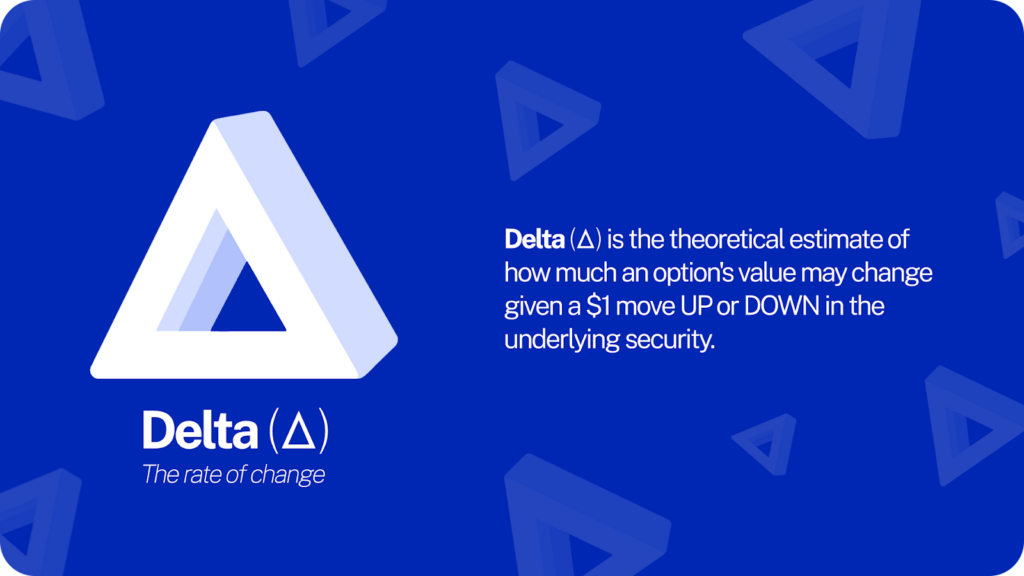 Delta (Δ) is the theoretical estimate of
how much an option's value may change
given a $1 move UP or DOWN in the
underlying security.
Delta (Δ)
The rate of change